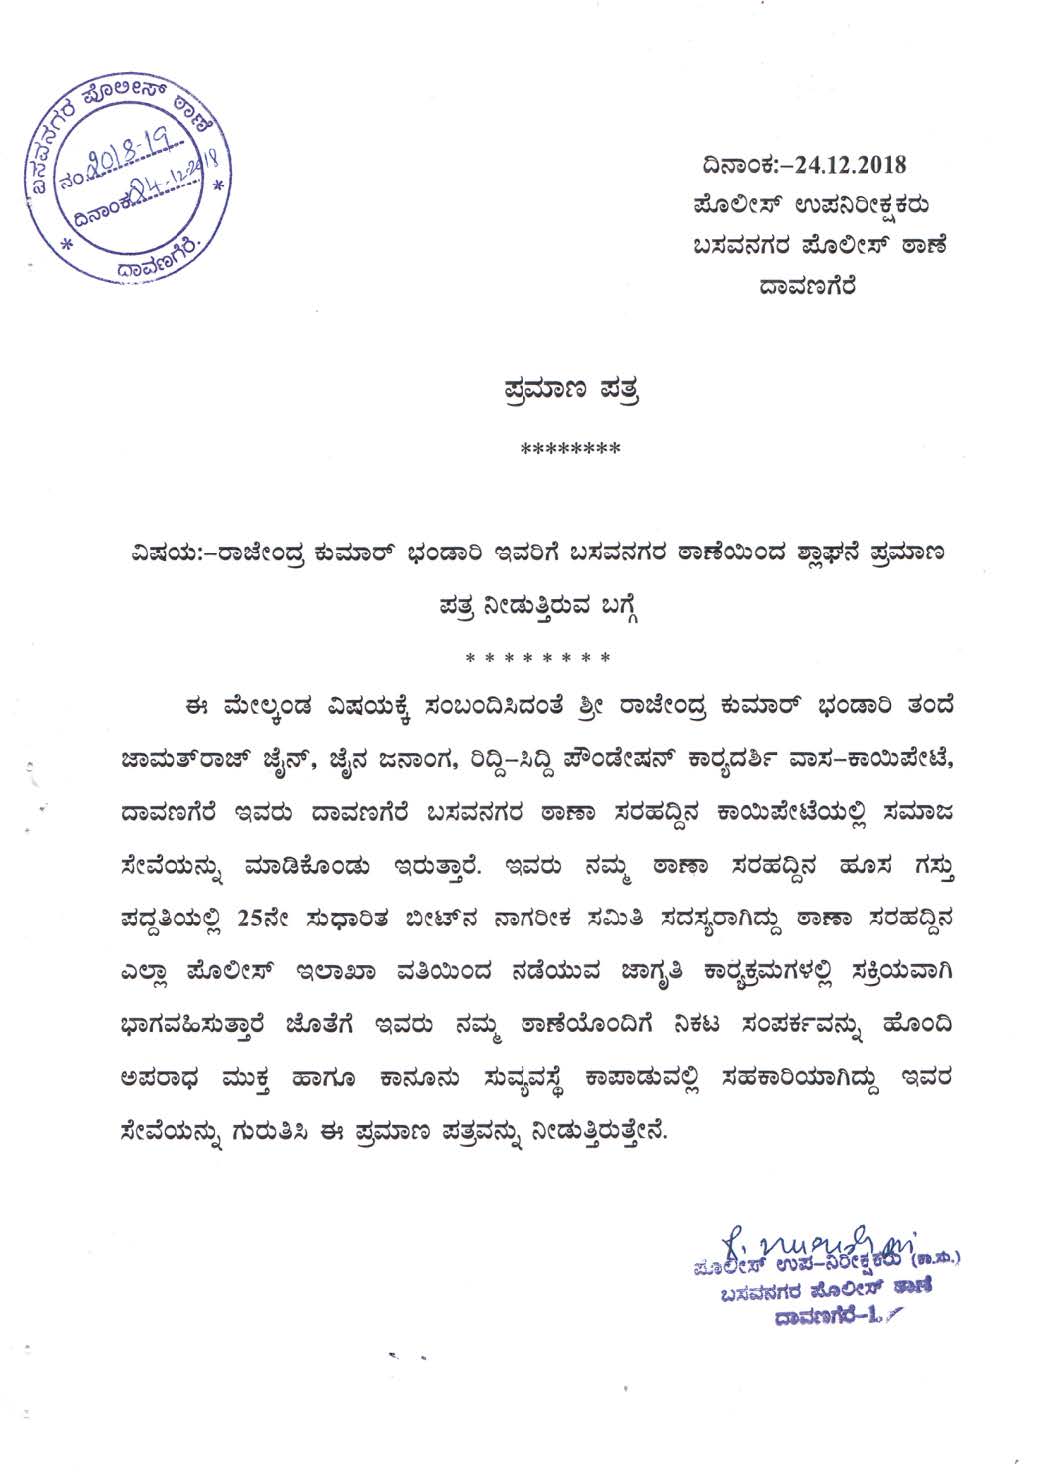 ಬಸವನಗರ ಪೊಲೀಸ್ ಠಾಣೆ
ನಂ. 2018-19
ದಿನಾಂಕ 24-12-2018
* ದಾವಣಗೆರೆ. *
ದಿನಾಂಕ:–24.12.2018
ಪೊಲೀಸ್ ಉಪನಿರೀಕ್ಷಕರು
ಬಸವನಗರ ಪೊಲೀಸ್ ಠಾಣೆ
ದಾವಣಗೆರೆ
ಪ್ರಮಾಣ ಪತ್ರ
********
ವಿಷಯ:–ರಾಜೇಂದ್ರ ಕುಮಾರ್ ಭಂಡಾರಿ ಇವರಿಗೆ ಬಸವನಗರ ಠಾಣೆಯಿಂದ ಶ್ಲಾಘನೆ ಪ್ರಮಾಣ
ಪತ್ರ ನೀಡುತ್ತಿರುವ ಬಗ್ಗೆ
* * * * * * * *
ಈ ಮೇಲ್ಕಂಡ ವಿಷಯಕ್ಕೆ ಸಂಬಂದಿಸಿದಂತೆ ಶ್ರೀ ರಾಜೇಂದ್ರ ಕುಮಾರ್ ಭಂಡಾರಿ ತಂದೆ
ಜಾಮತ್‌ರಾಜ್ ಜೈನ್, ಜೈನ ಜನಾಂಗ, ರಿದ್ದಿ–ಸಿದ್ದಿ ಪೌಂಡೇಷನ್ ಕಾರ್‍ಯದರ್ಶಿ ವಾಸ–ಕಾಯಿಪೇಟೆ,
ದಾವಣಗೆರೆ ಇವರು ದಾವಣಗೆರೆ ಬಸವನಗರ ಠಾಣಾ ಸರಹದ್ದಿನ ಕಾಯಿಪೇಟೆಯಲ್ಲಿ ಸಮಾಜ
ಸೇವೆಯನ್ನು ಮಾಡಿಕೊಂಡು ಇರುತ್ತಾರೆ. ಇವರು ನಮ್ಮ ಠಾಣಾ ಸರಹದ್ದಿನ ಹೂಸ ಗಸ್ತು
ಪದ್ದತಿಯಲ್ಲಿ 25ನೇ ಸುಧಾರಿತ ಬೀಟ್‌ನ ನಾಗರೀಕ ಸಮಿತಿ ಸದಸ್ಯರಾಗಿದ್ದು ಠಾಣಾ ಸರಹದ್ದಿನ
ಎಲ್ಲಾ ಪೊಲೀಸ್ ಇಲಾಖಾ ವತಿಯಿಂದ ನಡೆಯುವ ಜಾಗೃತಿ ಕಾರ್‍ಯಕ್ರಮಗಳಲ್ಲಿ ಸಕ್ರಿಯವಾಗಿ
ಭಾಗವಹಿಸುತ್ತಾರೆ ಜೊತೆಗೆ ಇವರು ನಮ್ಮ ಠಾಣೆಯೊಂದಿಗೆ ನಿಕಟ ಸಂಪರ್ಕವನ್ನು ಹೊಂದಿ
ಅಪರಾಧ ಮುಕ್ತ ಹಾಗೂ ಕಾನೂನು ಸುವ್ಯವಸ್ಥೆ ಕಾಪಾಡುವಲ್ಲಿ ಸಹಕಾರಿಯಾಗಿದ್ದು ಇವರ
ಸೇವೆಯನ್ನು ಗುರುತಿಸಿ ಈ ಪ್ರಮಾಣ ಪತ್ರವನ್ನು ನೀಡುತ್ತಿರುತ್ತೇನೆ.
ಪೊಲೀಸ್ ಉಪ–ನಿರೀಕ್ಷಕರು (ಕಾ.ಸು.)
ಬಸವನಗರ ಪೊಲೀಸ್ ಠಾಣೆ
ದಾವಣಗೆರೆ–1.